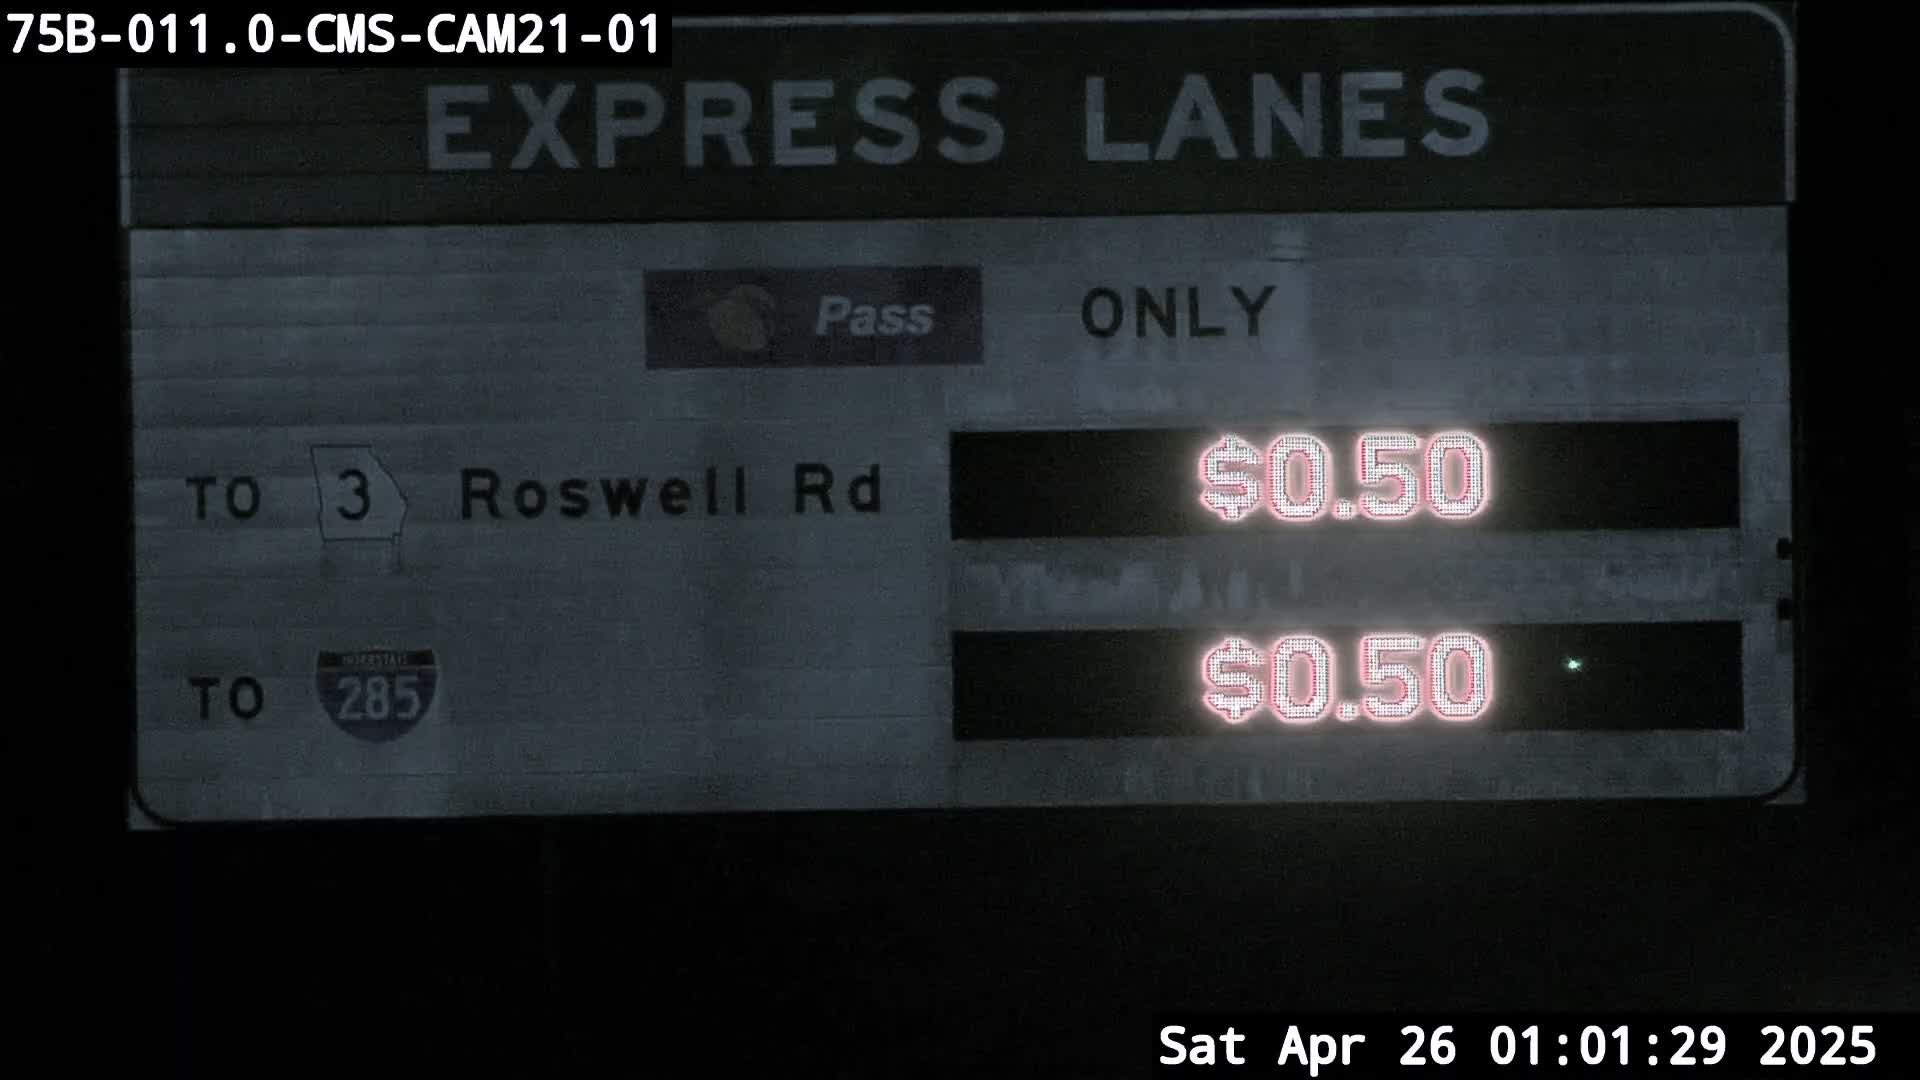 75B-011.0-CMS-CAM21-01
EXPRESS LANES
Pass ONLY
TO 3 Roswell Rd $0.50
TO INTERSTATE 285 $0.50
Sat Apr 26 01:01:29 2025